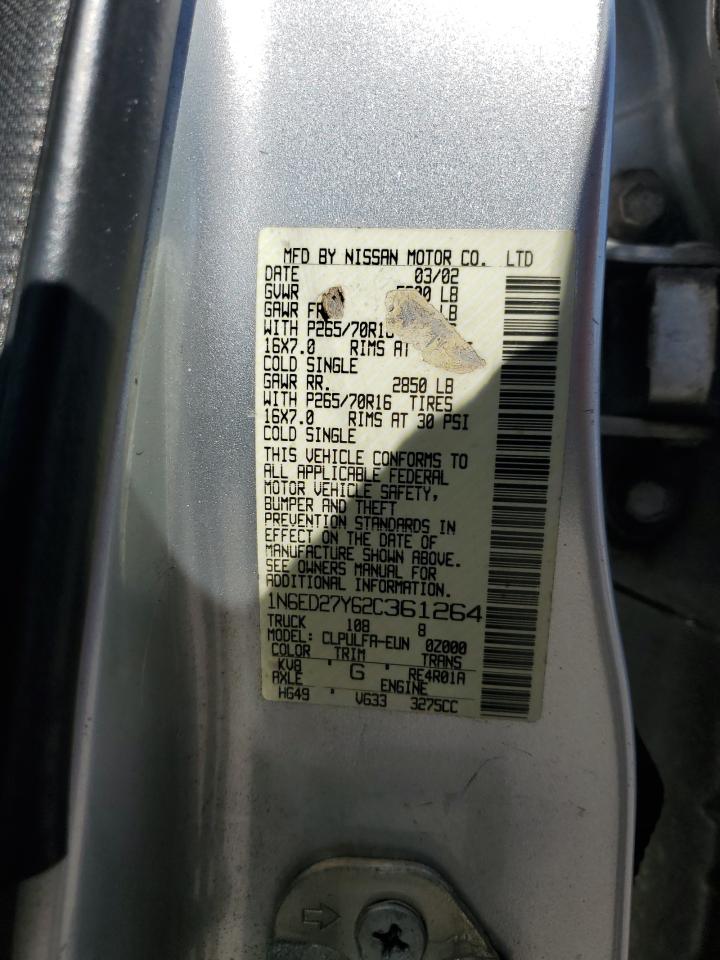 MFD BY NISSAN MOTOR CO. LTD
DATE 03/02
GVWR LB
GAWR LB
WITH P265/70R16
16X7.0 RIMS AT
COLD SINGLE
GAWR RR. 2850 LB
WITH P265/70R16 TIRES
16X7.0 RIMS AT 30 PSI
COLD SINGLE
THIS VEHICLE CONFORMS TO
ALL APPLICABLE FEDERAL
MOTOR VEHICLE SAFETY,
BUMPER AND THEFT
PREVENTION STANDARDS IN
EFFECT ON THE DATE OF
MANUFACTURE SHOWN ABOVE.
SEE OWNERS MANUAL FOR
ADDITIONAL INFORMATION.
1N6ED27Y62C361264
TRUCK 108 8
MODEL: CLPULFA-EUN 0Z000
COLOR TRIM TRANS
KV8 ' G ' RE4R01A
AXLE ENGINE
HG49 ' VG33 3275CC